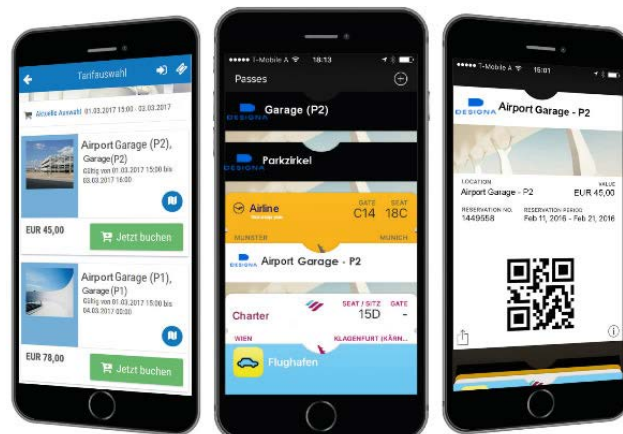 Tarifauswahl
Aktuelle Auswahl 01.03.2017 15:00 - 03.03.2017
Airport Garage (P2),
Garage(P2)
Gültig von 01.03.2017 15:00 bis
03.03.2017 16:00
EUR 45,00
Jetzt buchen
Airport Garage (P1),
Garage (P1)
Gültig von 01.03.2017 15:00 bis
04.03.2017 00:00
EUR 78,00
Jetzt buchen
T-Mobile A 18:13
Passes
DESIGNA Garage (P2)
DESIGNA Parkzirkel
Airline
GATE SEAT
C14 18C
MUNSTER MUNICH
DESIGNA Airport Garage - P2
Charter
SEAT / SITZ GATE
15D -
WIEN KLAGENFURT (KÄRN...
Flughafen
T-Mobile A 15:01
DESIGNA Airport Garage - P2
LOCATION VALUE
Airport Garage - P2 EUR 45,00
RESERVATION NO. RESERVATION PERIOD
1449558 Feb 11, 2016 - Feb 21, 2016